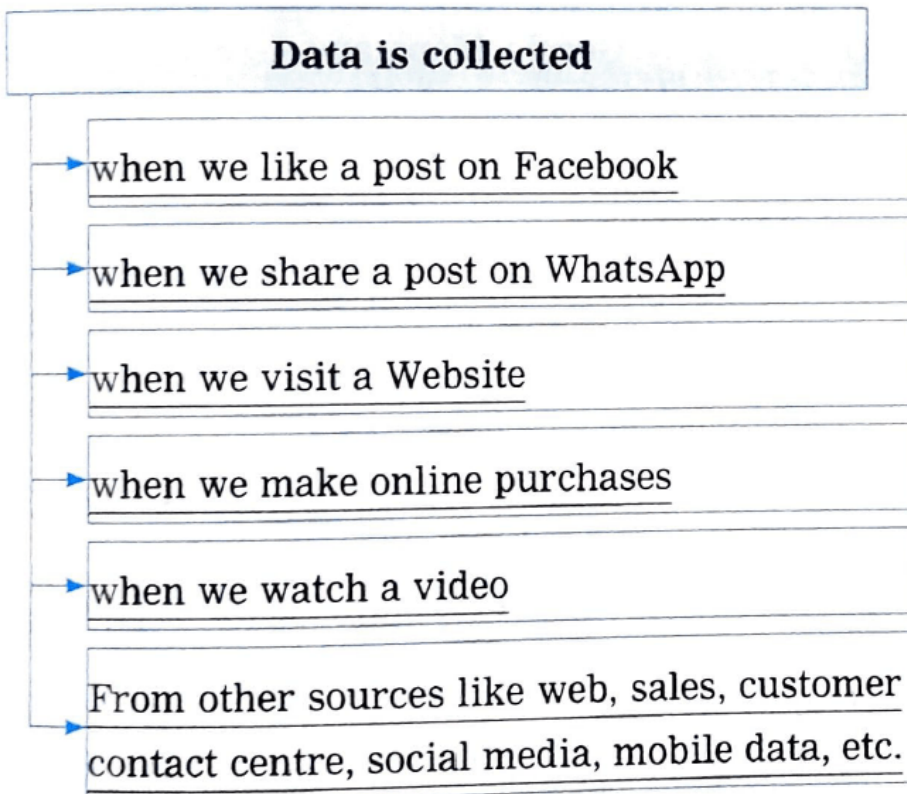 Data is collected
when we like a post on Facebook
when we share a post on WhatsApp
when we visit a Website
when we make online purchases
when we watch a video
From other sources like web, sales, customer
contact centre, social media, mobile data, etc.